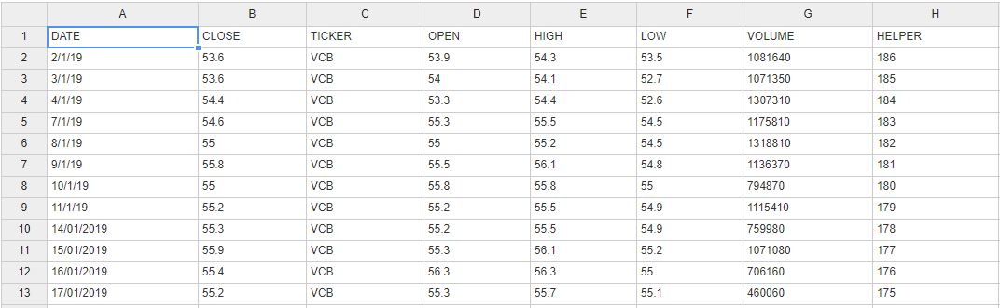 A B C D E F G H
1 DATE CLOSE TICKER OPEN HIGH LOW VOLUME HELPER
2 2/1/19 53.6 VCB 53.9 54.3 53.5 1081640 186
3 3/1/19 53.6 VCB 54 54.1 52.7 1071350 185
4 4/1/19 54.4 VCB 53.3 54.4 52.6 1307310 184
5 7/1/19 54.6 VCB 55.3 55.5 54.5 1175810 183
6 8/1/19 55 VCB 55 55.2 54.5 1318810 182
7 9/1/19 55.8 VCB 55.5 56.1 54.8 1136370 181
8 10/1/19 55 VCB 55.8 55.8 55 794870 180
9 11/1/19 55.2 VCB 55.2 55.5 54.9 1115410 179
10 14/01/2019 55.3 VCB 55.2 55.5 54.9 759980 178
11 15/01/2019 55.9 VCB 55.3 56.1 55.2 1071080 177
12 16/01/2019 55.4 VCB 56.3 56.3 55 706160 176
13 17/01/2019 55.2 VCB 55.3 55.7 55.1 460060 175